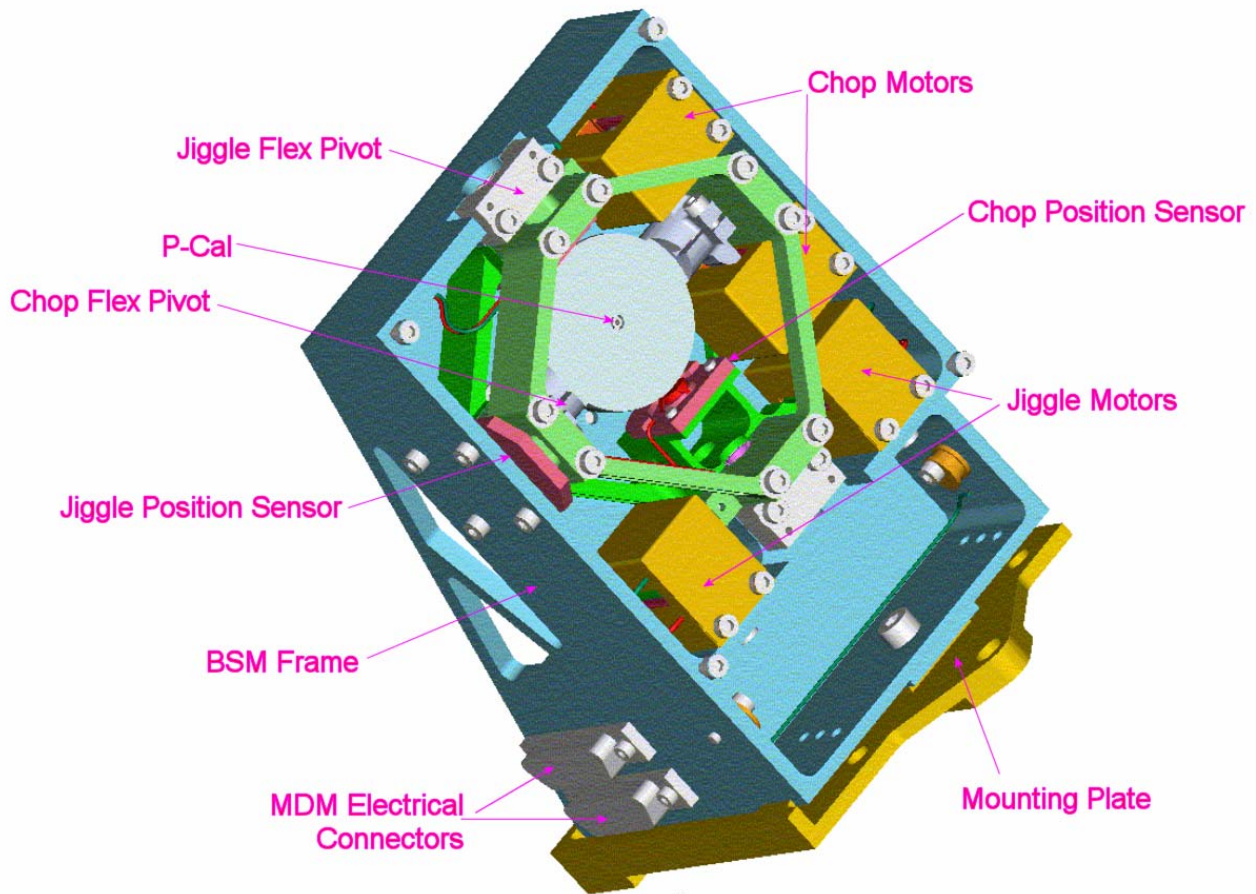 Chop Motors
Jiggle Flex Pivot
Chop Position Sensor
P-Cal
Chop Flex Pivot
Jiggle Motors
Jiggle Position Sensor
BSM Frame
MDM Electrical
Connectors
Mounting Plate